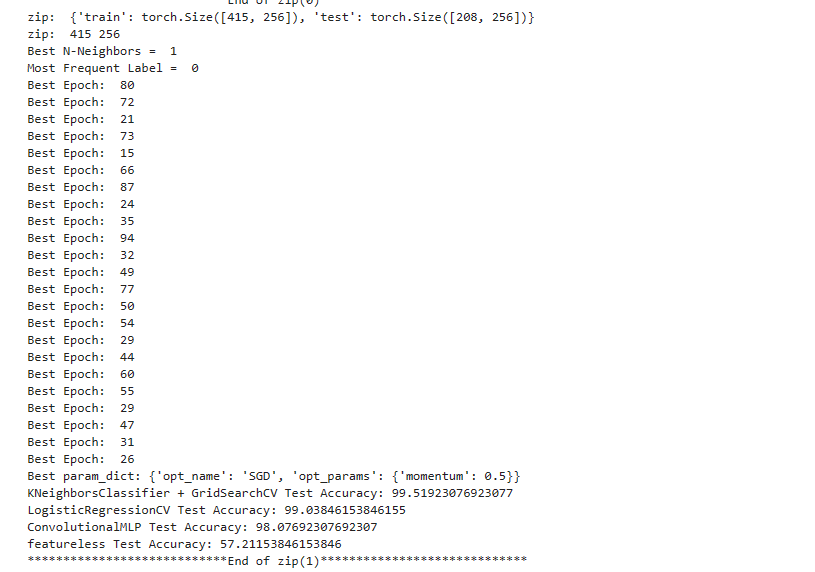 End of zip(0)
zip:  {'train': torch.Size([415, 256]), 'test': torch.Size([208, 256])}
zip:  415 256
Best N-Neighbors =  1
Most Frequent Label =  0
Best Epoch:  80
Best Epoch:  72
Best Epoch:  21
Best Epoch:  73
Best Epoch:  15
Best Epoch:  66
Best Epoch:  87
Best Epoch:  24
Best Epoch:  35
Best Epoch:  94
Best Epoch:  32
Best Epoch:  49
Best Epoch:  77
Best Epoch:  50
Best Epoch:  54
Best Epoch:  29
Best Epoch:  44
Best Epoch:  60
Best Epoch:  55
Best Epoch:  29
Best Epoch:  47
Best Epoch:  31
Best Epoch:  26
Best param_dict: {'opt_name': 'SGD', 'opt_params': {'momentum': 0.5}}
KNeighborsClassifier + GridSearchCV Test Accuracy: 99.51923076923077
LogisticRegressionCV Test Accuracy: 99.03846153846155
ConvolutionalMLP Test Accuracy: 98.07692307692307
featureless Test Accuracy: 57.21153846153846
****************************End of zip(1)*****************************